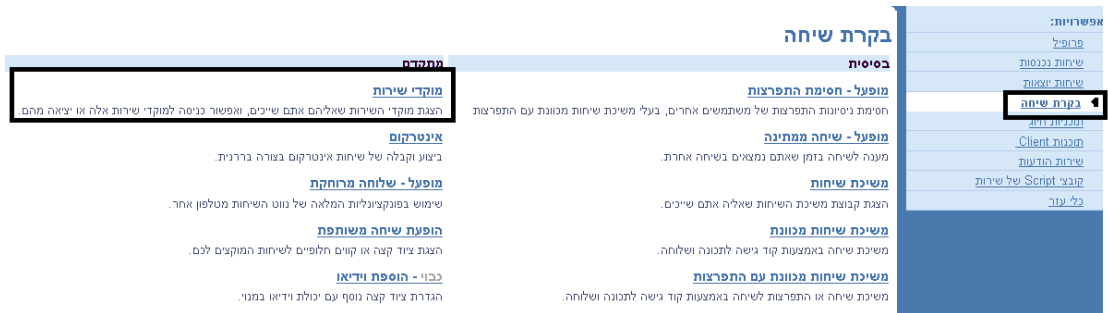 אפשרויות:
פרופיל
שיחות נכנסות
שיחות יוצאות
בקרת שיחה
תוכניות חיוג
תוכנות Client
שירות הודעות
קובצי Script של שירות
כלי עזר
בקרת שיחה
בסיסית
מופעל - חסימת התפרצות
חסימת ניסיונות התפרצות של משתמשים אחרים, בעלי משיכת שיחות מכוונת עם התפרצות
מופעל - שיחה ממתינה
מענה לשיחה בזמן שאתם נמצאים בשיחה אחרת.
משיכת שיחות
הצגת קבוצת משיכת השיחות שאליה אתם שייכים.
משיכת שיחות מכוונת
משיכת שיחה באמצעות קוד גישה לתכונה ושלוחה.
משיכת שיחות מכוונת עם התפרצות
משיכת שיחה או התפרצות לשיחה באמצעות קוד גישה לתכונה ושלוחה.
מתקדם
מוקדי שירות
הצגת מוקדי השירות שאליהם אתם שייכים, ואפשור כניסה למוקדי שירות אלה או יציאה מהם.
אינטרקום
ביצוע וקבלה של שיחות אינטרקום בצורה בררנית.
מופעל - שלוחה מרוחקת
שימוש בפונקציונליות המלאה של נווט השיחות מטלפון אחר.
הופעת שיחה משותפת
הצגת ציוד קצה או קווים חלופיים לשיחות המוקצים לכם.
כבוי - הוספת וידיאו
הגדרת ציוד קצה נוסף עם יכולת וידיאו במנוי.